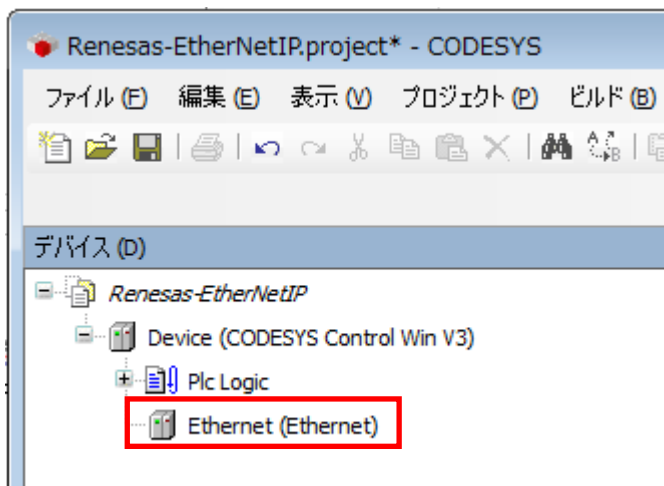 Renesas-EtherNetIP.project* - CODESYS
ファイル (F) 編集 (E) 表示 (V) プロジェクト (P) ビルド (B)
デバイス (D)
Renesas-EtherNetIP
Device (CODESYS Control Win V3)
Plc Logic
Ethernet (Ethernet)